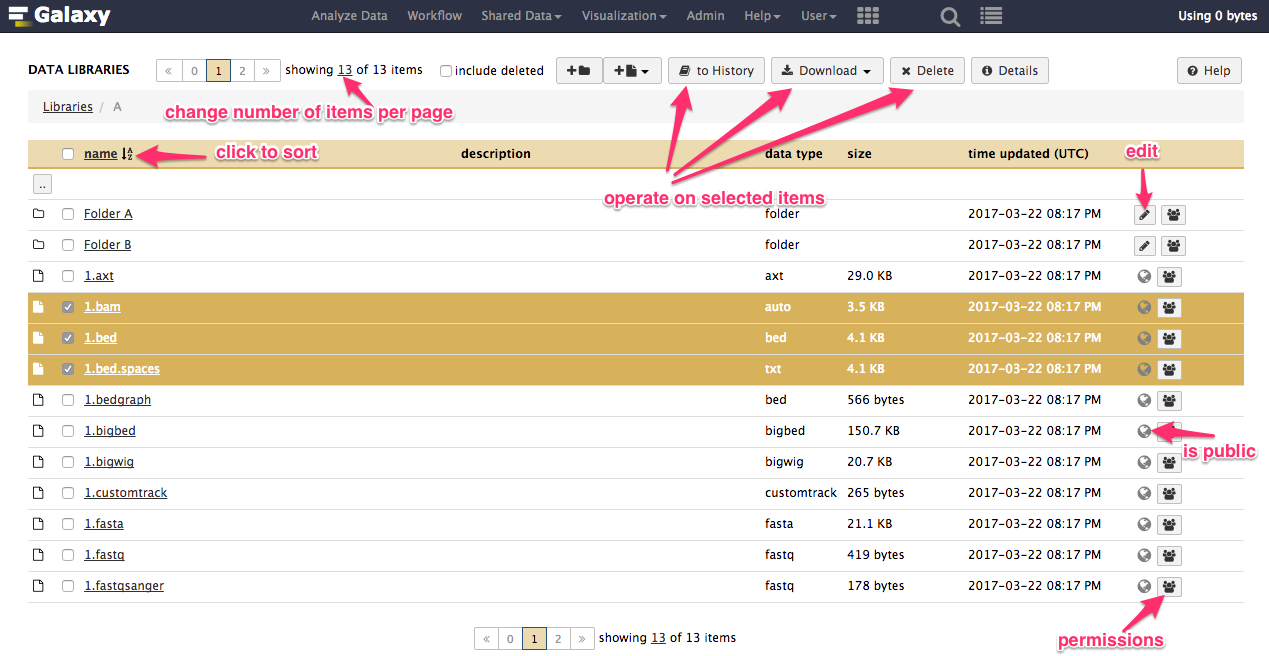 Galaxy Analyze Data Workflow Shared Data Visualization Admin Help User Using 0 bytes
DATA LIBRARIES « 0 1 2 » showing 13 of 13 items include deleted + + to History Download Delete Details Help
Libraries / A
change number of items per page
name description data type size time updated (UTC)
click to sort
edit
operate on selected items
..
Folder A folder 2017-03-22 08:17 PM
Folder B folder 2017-03-22 08:17 PM
1.axt axt 29.0 KB 2017-03-22 08:17 PM
1.bam auto 3.5 KB 2017-03-22 08:17 PM
1.bed bed 4.1 KB 2017-03-22 08:17 PM
1.bed.spaces txt 4.1 KB 2017-03-22 08:17 PM
1.bedgraph bed 566 bytes 2017-03-22 08:17 PM
1.bigbed bigbed 150.7 KB 2017-03-22 08:17 PM
is public
1.bigwig bigwig 20.7 KB 2017-03-22 08:17 PM
1.customtrack customtrack 265 bytes 2017-03-22 08:17 PM
1.fasta fasta 21.1 KB 2017-03-22 08:17 PM
1.fastq fastq 419 bytes 2017-03-22 08:17 PM
1.fastqsanger fastq 178 bytes 2017-03-22 08:17 PM
permissions
« 0 1 2 » showing 13 of 13 items